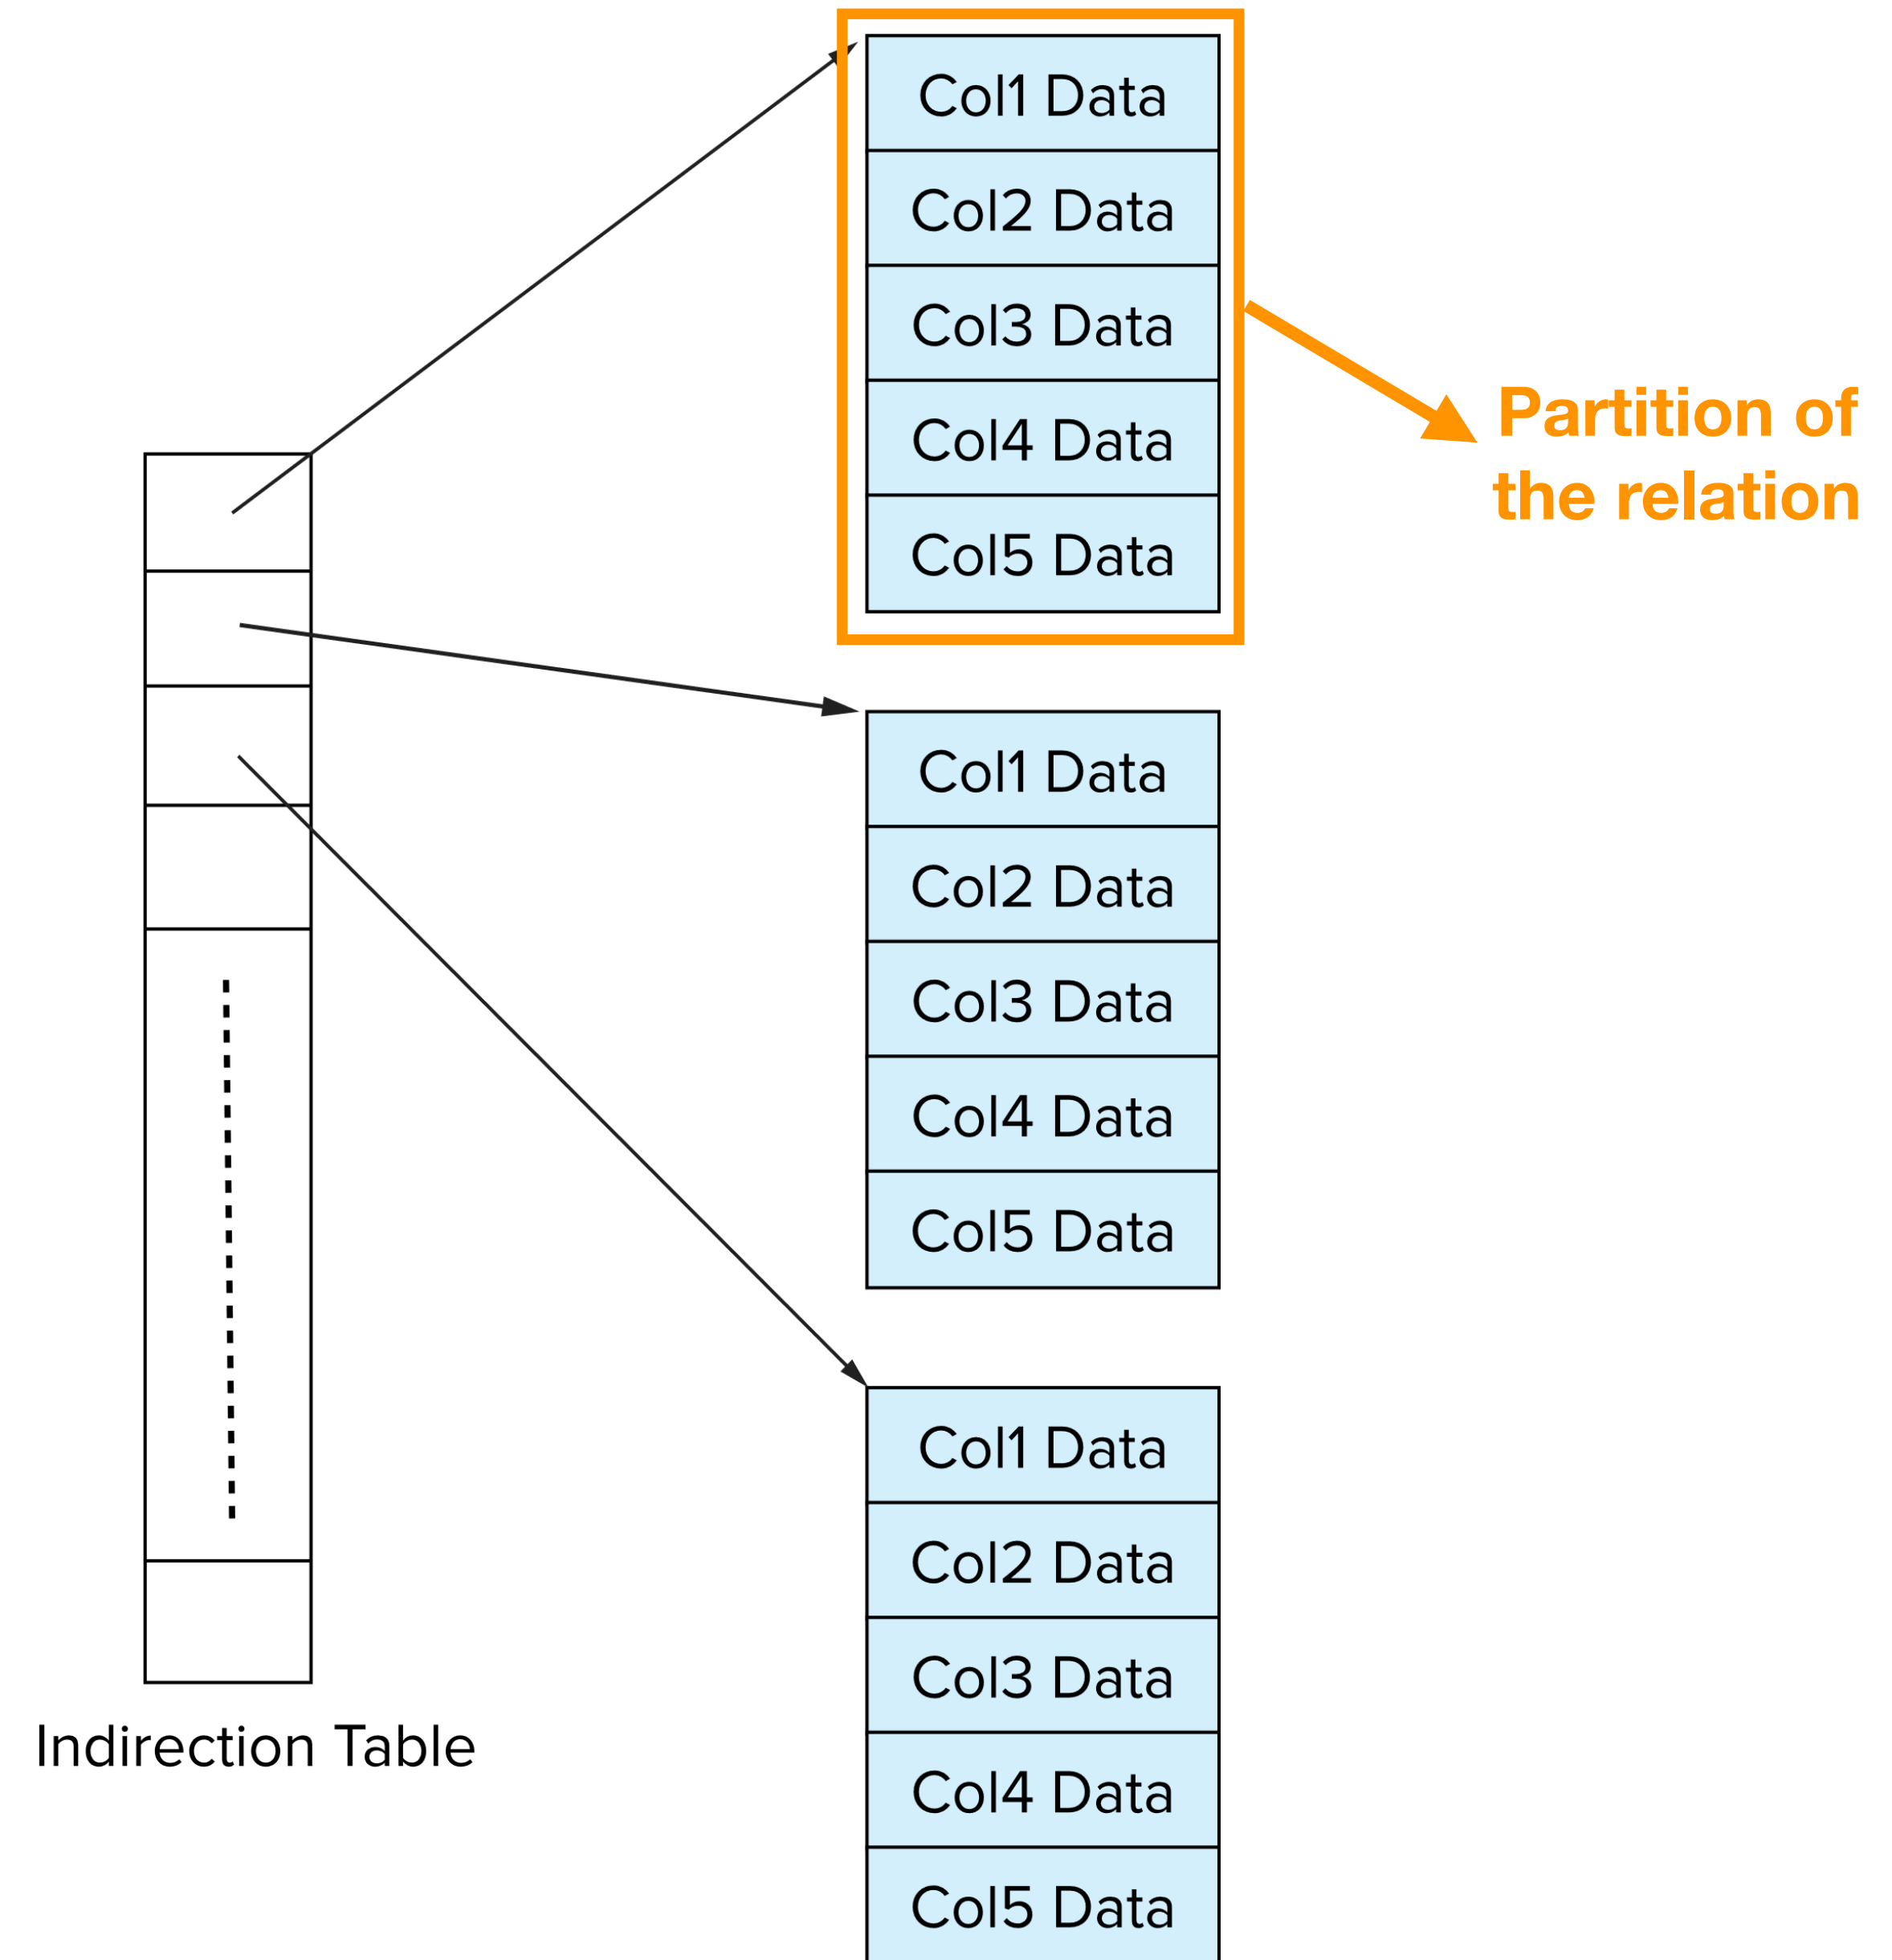 Col1 Data
Col2 Data
Col3 Data
Col4 Data
Col5 Data
Partition of
the relation
Col1 Data
Col2 Data
Col3 Data
Col4 Data
Col5 Data
Col1 Data
Col2 Data
Col3 Data
Col4 Data
Col5 Data
Indirection Table